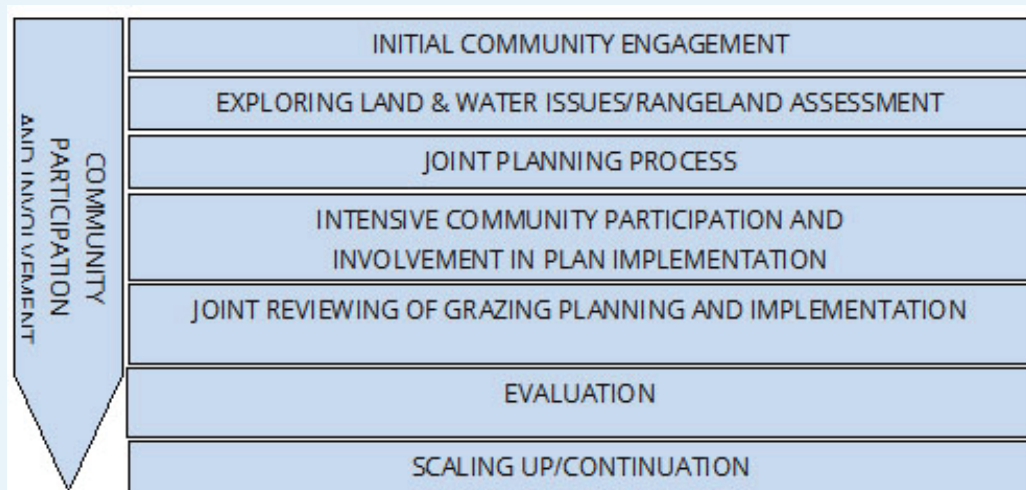 COMMUNITY
PARTICIPATION
AND INVOLVEMENT
INITIAL COMMUNITY ENGAGEMENT
EXPLORING LAND & WATER ISSUES/RANGELAND ASSESSMENT
JOINT PLANNING PROCESS
INTENSIVE COMMUNITY PARTICIPATION AND
INVOLVEMENT IN PLAN IMPLEMENTATION
JOINT REVIEWING OF GRAZING PLANNING AND IMPLEMENTATION
EVALUATION
SCALING UP/CONTINUATION